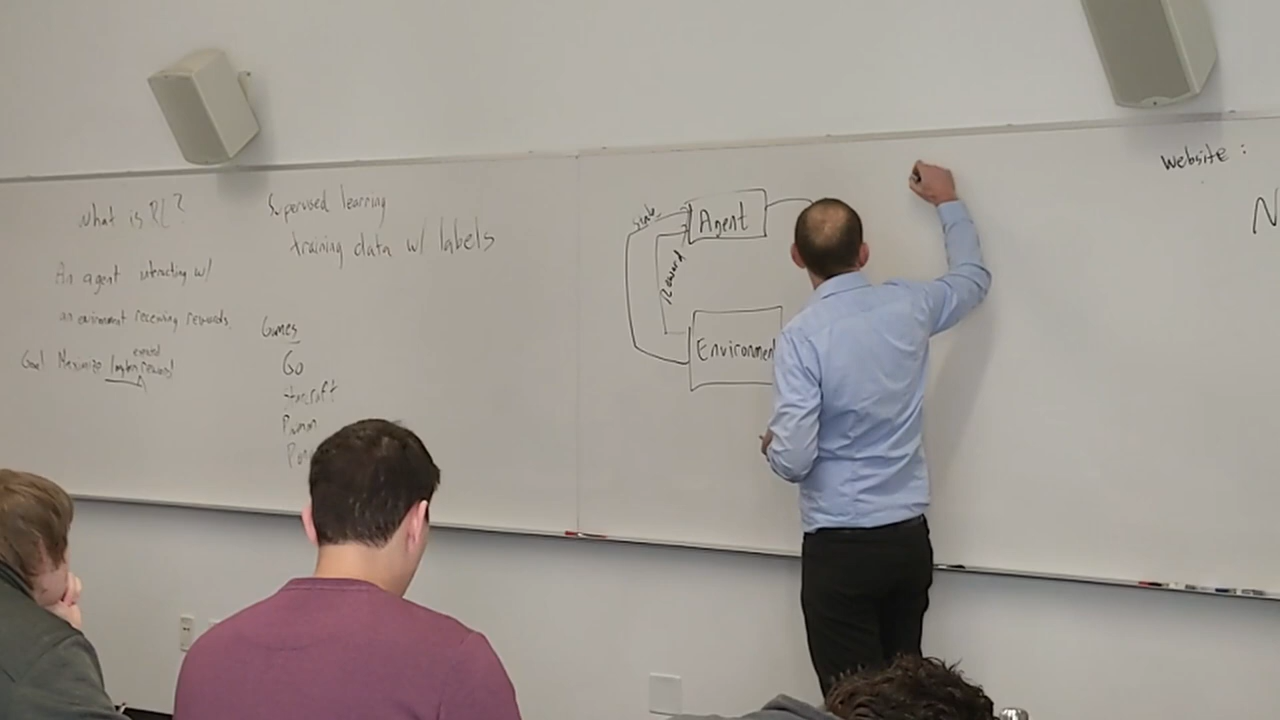 What is RL?
An agent interacting w/
an environment receiving rewards.
Goal Maximize longterm expected reward
Supervised learning
training data w/ labels
Games
Go
Starcraft
State
Agent
Reward
Environmen
Website :
N